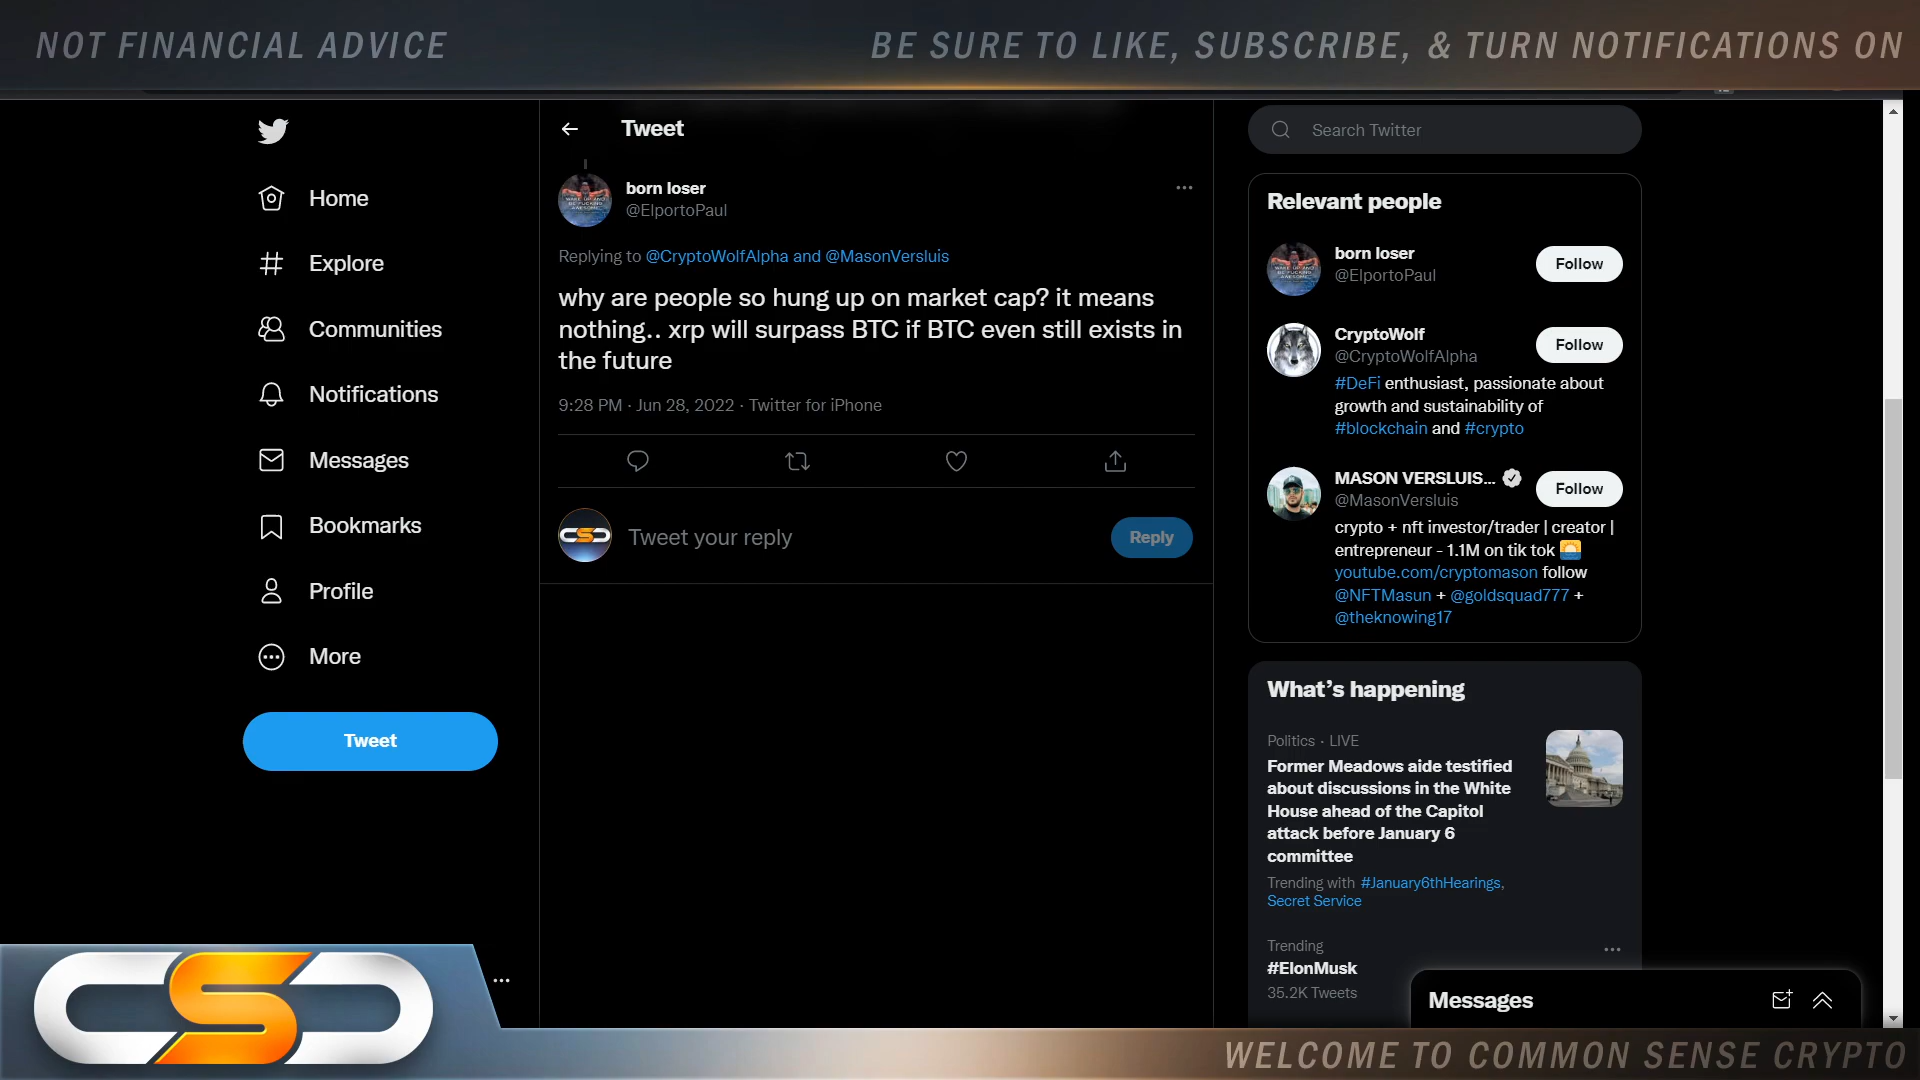 NOT FINANCIAL ADVICE
BE SURE TO LIKE, SUBSCRIBE, & TURN NOTIFICATIONS ON
Home
Explore
Communities
Notifications
Messages
Bookmarks
Profile
More
Tweet
Tweet
born loser
@ElportoPaul
Replying to @CryptoWolfAlpha and @MasonVersluis
why are people so hung up on market cap? it means
nothing.. xrp will surpass BTC if BTC even still exists in
the future
9:28 PM · Jun 28, 2022 · Twitter for iPhone
Tweet your reply
Reply
Search Twitter
Relevant people
born loser
@ElportoPaul
Follow
CryptoWolf
@CryptoWolfAlpha
Follow
#DeFi enthusiast, passionate about
growth and sustainability of
#blockchain and #crypto
MASON VERSLUIS...
@MasonVersluis
Follow
crypto + nft investor/trader | creator |
entrepreneur - 1.1M on tik tok
youtube.com/cryptomason follow
@NFTMasun + @goldsquad777 +
@theknowing17
What's happening
Politics · LIVE
Former Meadows aide testified
about discussions in the White
House ahead of the Capitol
attack before January 6
committee
Trending with #January6thHearings,
Secret Service
Trending
#ElonMusk
35.2K Tweets
Messages
CSC
WELCOME TO COMMON SENSE CRYPTO